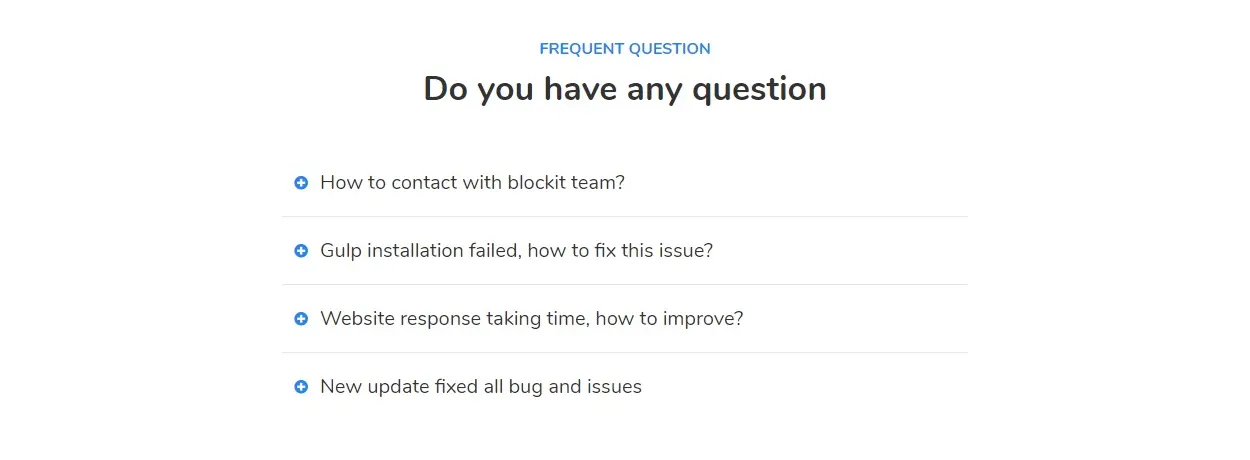 FREQUENT QUESTION
Do you have any question
How to contact with blockit team?
Gulp installation failed, how to fix this issue?
Website response taking time, how to improve?
New update fixed all bug and issues